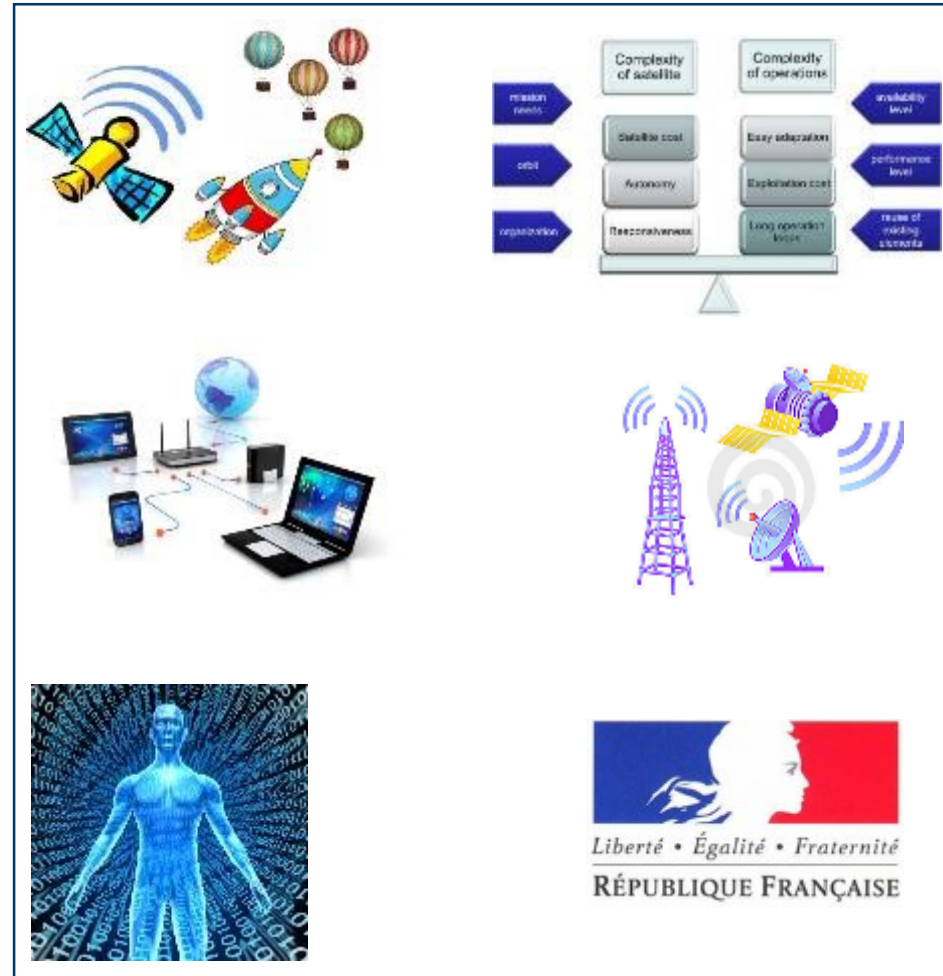 Complexity
of satellite
Complexity
of operations
mission
needs
availability
level
Satellite cost
Easy adaptation
orbit
performance
level
Autonomy
Exploitation cost
organization
Responsiveness
Long operation
loops
reuse of
existing
elements
Liberté • Égalité • Fraternité
RÉPUBLIQUE FRANÇAISE